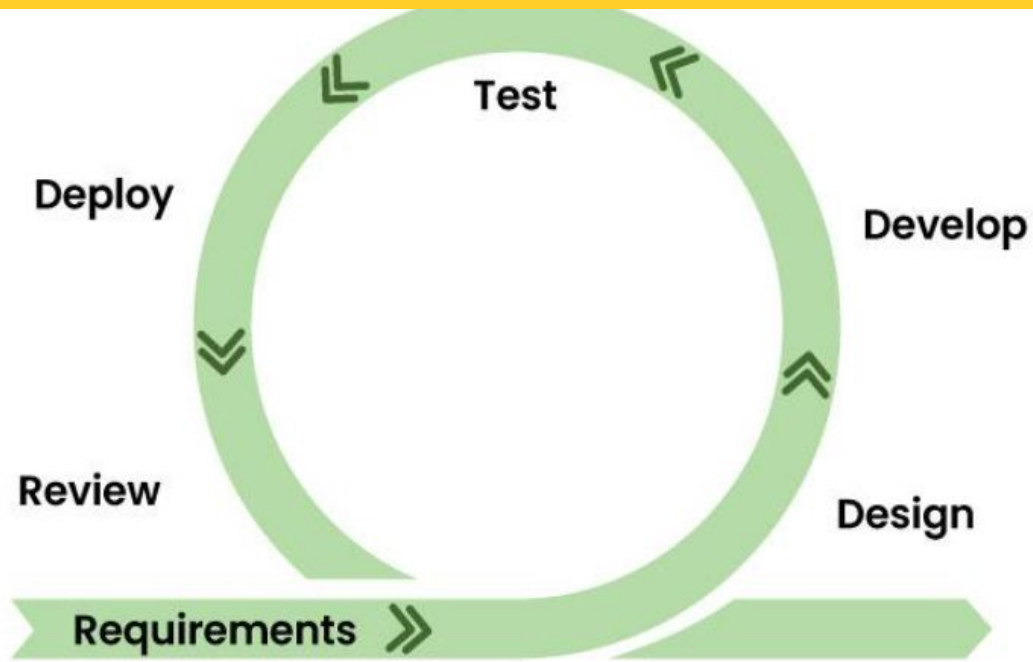 Test
Deploy
Develop
Review
Design
Requirements